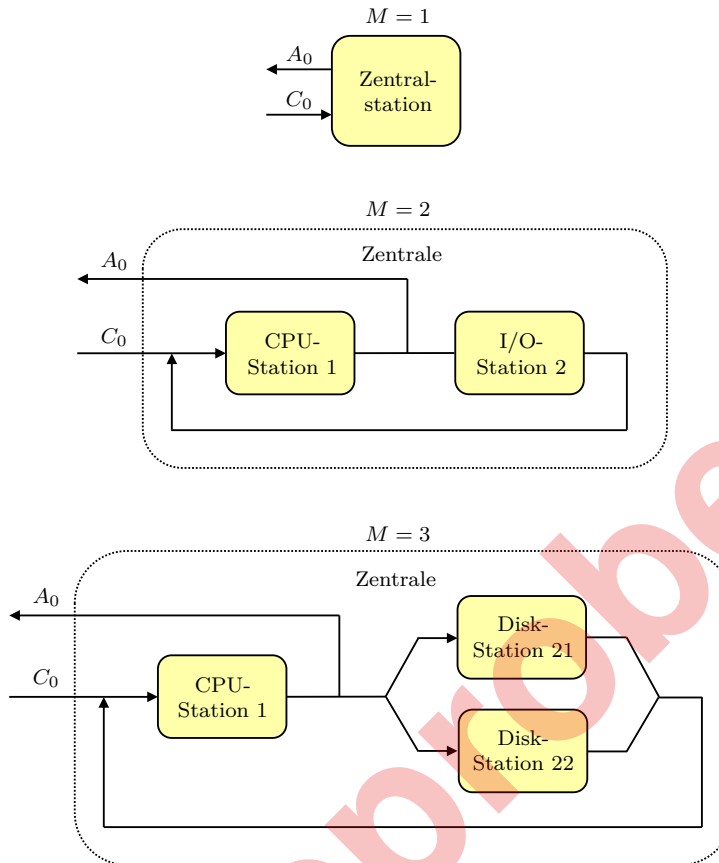 M = 1
A₀
C₀
Zentral-
station
M = 2
Zentrale
A₀
C₀
CPU-
Station 1
I/O-
Station 2
M = 3
Zentrale
A₀
C₀
CPU-
Station 1
Disk-
Station 21
Disk-
Station 22
probe